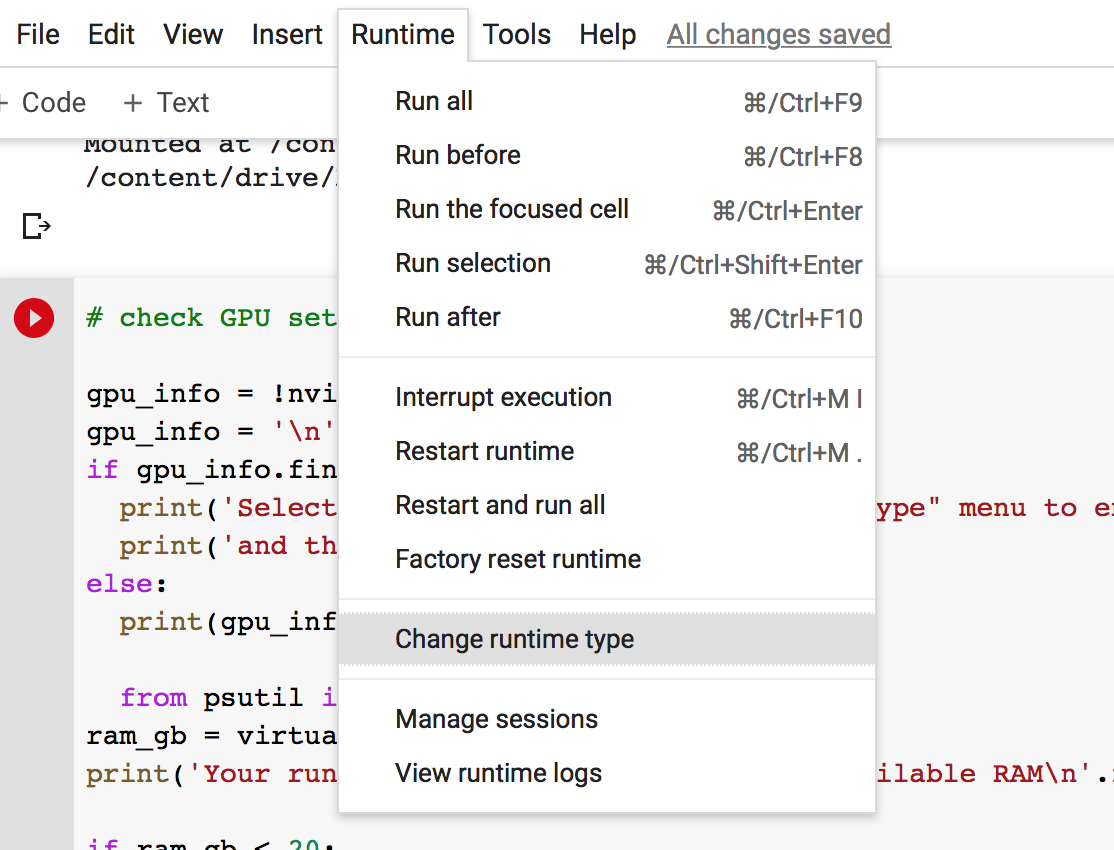 File Edit View Insert Runtime Tools Help All changes saved
+ Code + Text
Mounted at /con
/content/drive/
Run all ⌘/Ctrl+F9
Run before ⌘/Ctrl+F8
Run the focused cell ⌘/Ctrl+Enter
Run selection ⌘/Ctrl+Shift+Enter
Run after ⌘/Ctrl+F10
Interrupt execution ⌘/Ctrl+M I
Restart runtime ⌘/Ctrl+M .
Restart and run all
Factory reset runtime
Change runtime type
Manage sessions
View runtime logs
# check GPU set
gpu_info = !nvi
gpu_info = '\n'
if gpu_info.fin
print('Select ype" menu to en
print('and th
else:
print(gpu_inf
from psutil i
ram_gb = virtua
print('Your run ilable RAM\n'.
if ram_gb < 20: